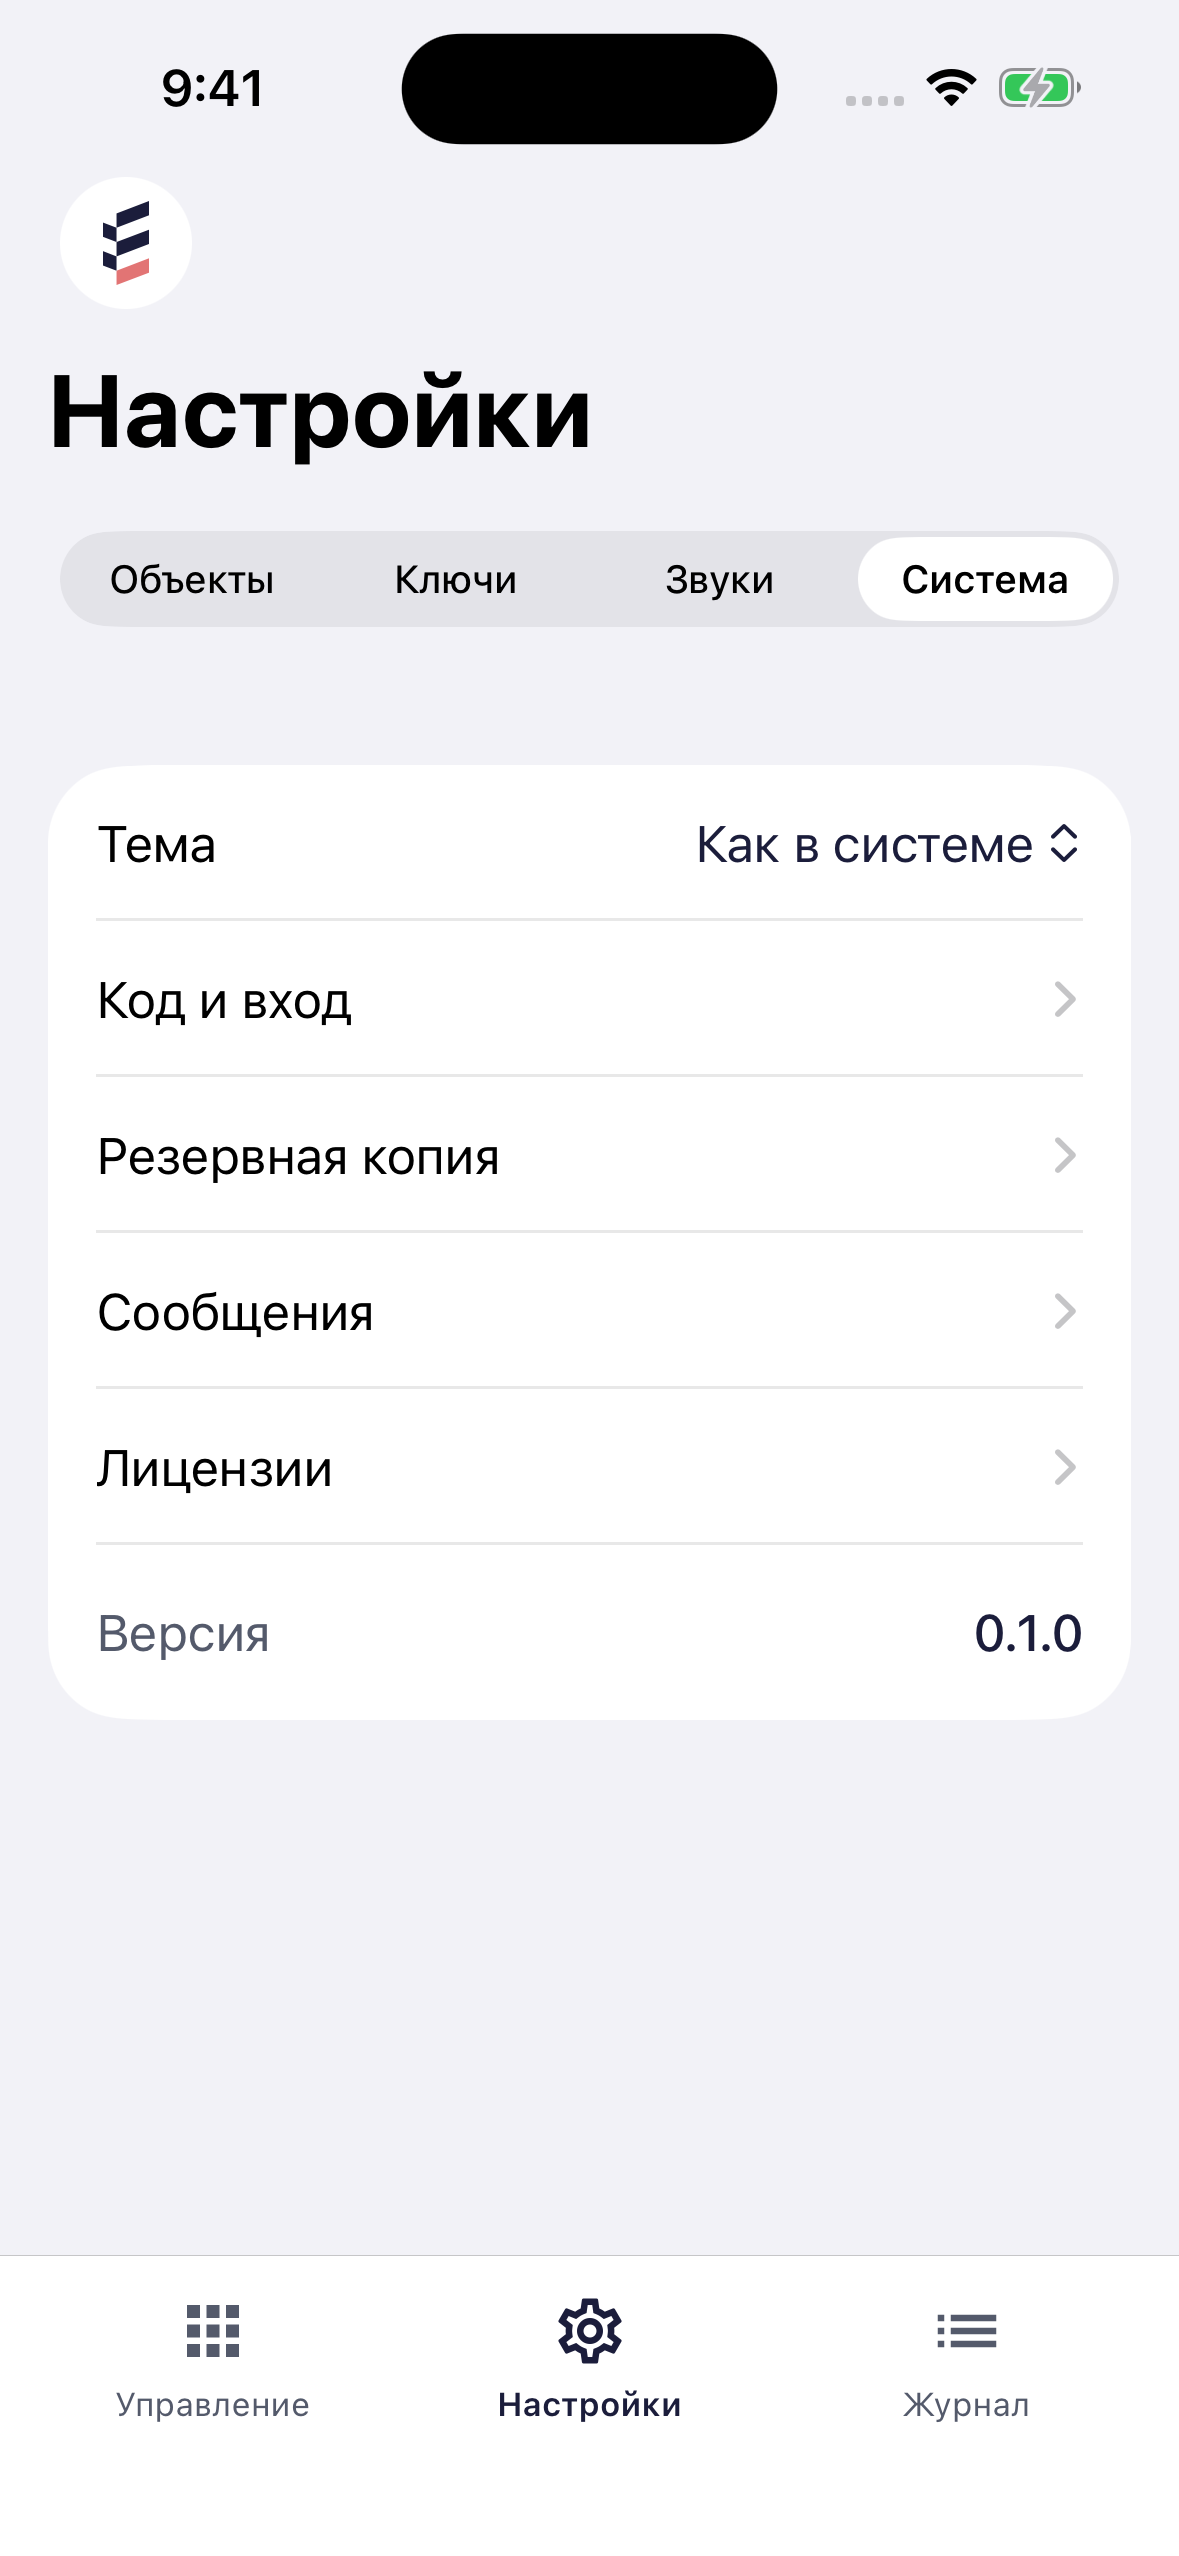 9:41
Настройки
Объекты Ключи Звуки Система
Тема Как в системе
Код и вход
Резервная копия
Сообщения
Лицензии
Версия 0.1.0
Управление Настройки Журнал